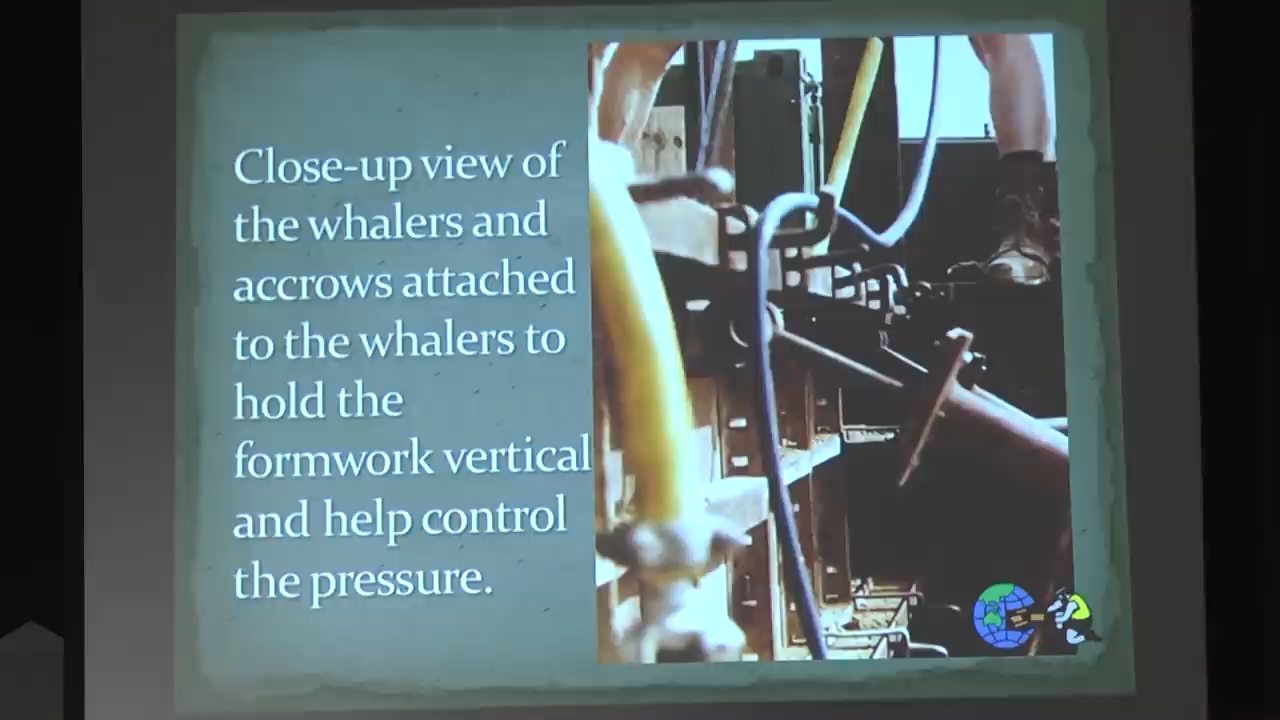 Close-up view of
the whalers and
accrows attached
to the whalers to
hold the
formwork vertical
and help control
the pressure.